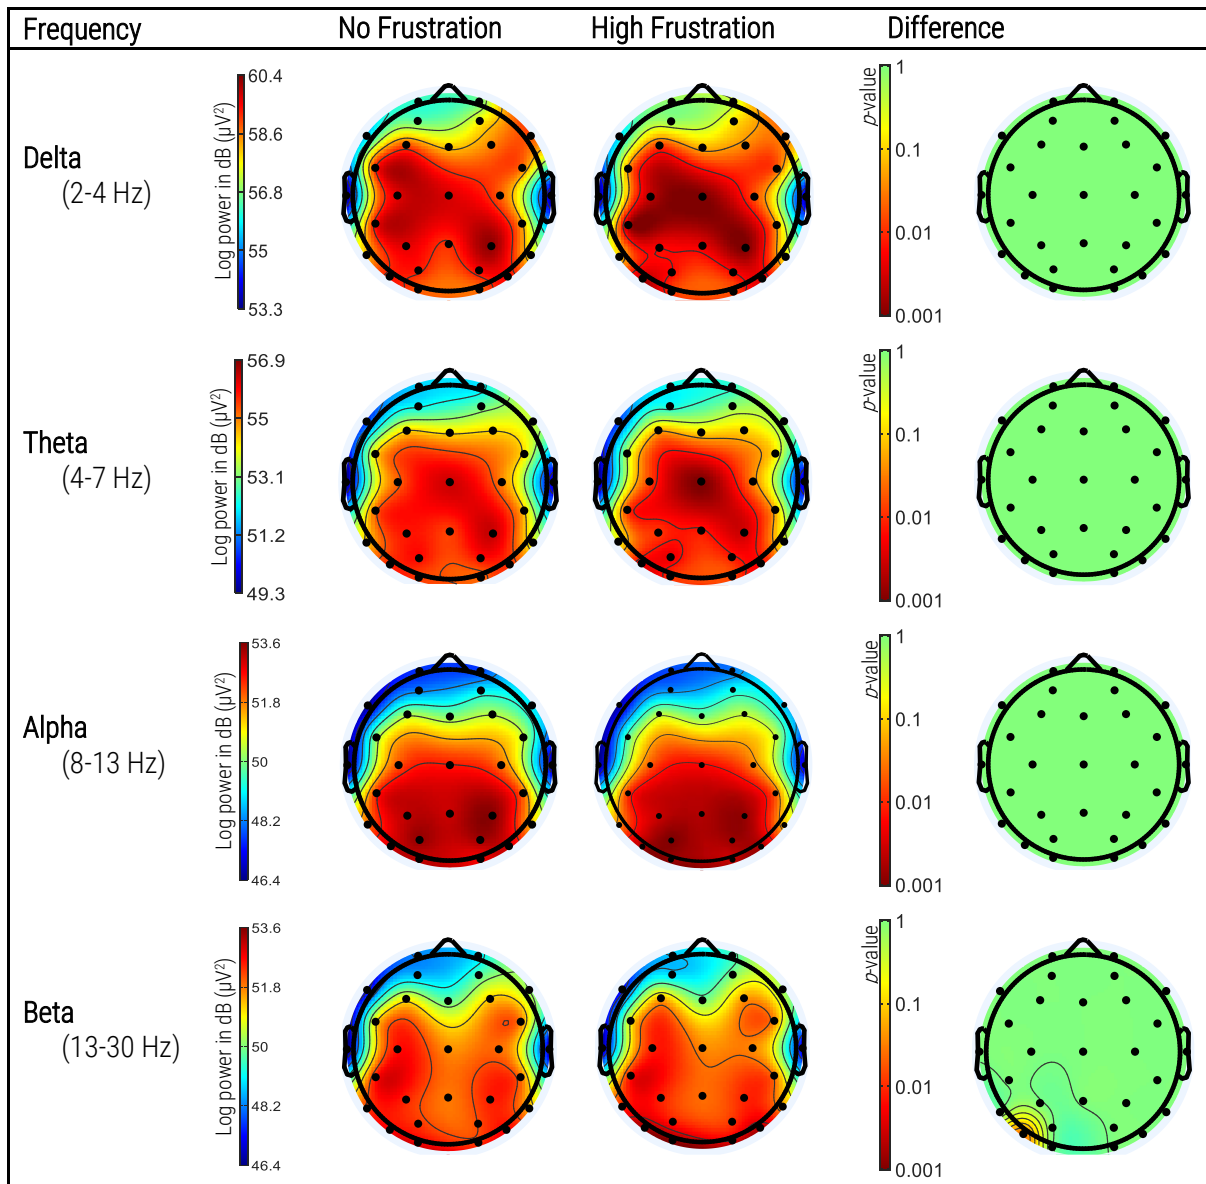 Frequency No Frustration High Frustration Difference
Delta
(2-4 Hz)
Log power in dB (µV²)
60.4
58.6
56.8
55
53.3
p-value
1
0.1
0.01
0.001
Theta
(4-7 Hz)
Log power in dB (µV²)
56.9
55
53.1
51.2
49.3
p-value
1
0.1
0.01
0.001
Alpha
(8-13 Hz)
Log power in dB (µV²)
53.6
51.8
50
48.2
46.4
p-value
1
0.1
0.01
0.001
Beta
(13-30 Hz)
Log power in dB (µV²)
53.6
51.8
50
48.2
46.4
p-value
1
0.1
0.01
0.001